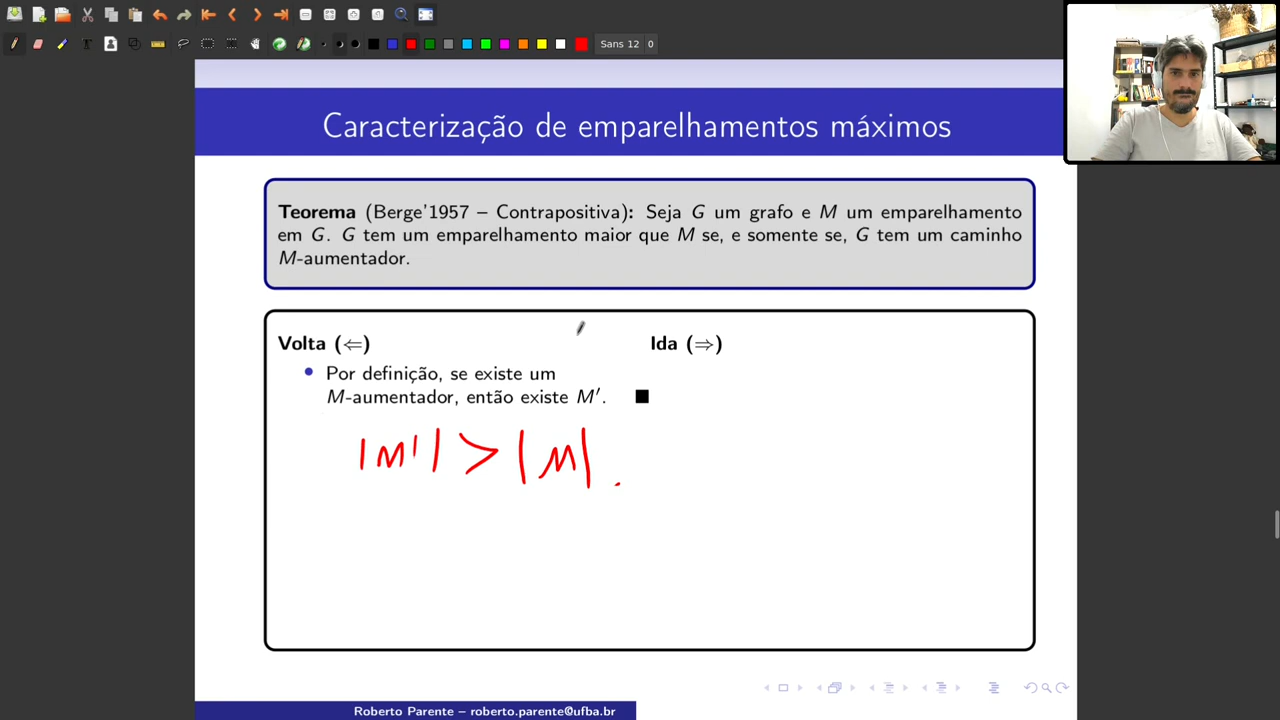 Sans 12 0
Caracterização de emparelhamentos máximos
Teorema (Berge'1957 – Contrapositiva): Seja G um grafo e M um emparelhamento
em G. G tem um emparelhamento maior que M se, e somente se, G tem um caminho
M-aumentador.
Volta (⇐)
• Por definição, se existe um
M-aumentador, então existe M′. ■
|M'| > |M| .
Ida (⇒)
Roberto Parente – roberto.parente@ufba.br